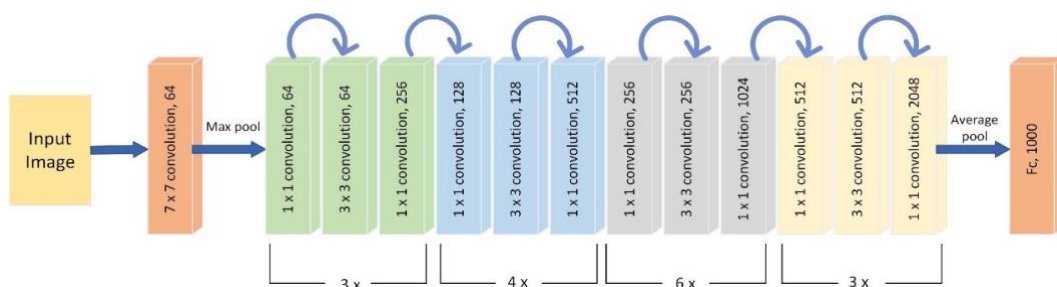 Input
Image
7 x 7 convolution, 64
Max pool
1 x 1 convolution, 64
3 x 3 convolution, 64
1 x 1 convolution, 256
1 x 1 convolution, 128
3 x 3 convolution, 128
1 x 1 convolution, 512
1 x 1 convolution, 256
3 x 3 convolution, 256
1 x 1 convolution, 1024
1 x 1 convolution, 512
3 x 3 convolution, 512
1 x 1 convolution, 2048
Average
pool
Fc, 1000
3 x
4 x
6 x
3 x